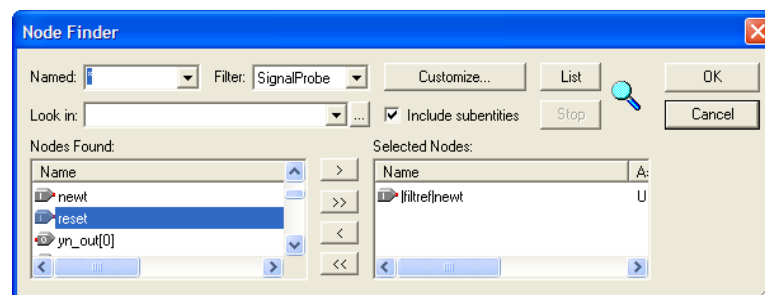 Node Finder
Named: * Filter: SignalProbe Customize... List OK
Look in: ... Include subentities Stop Cancel
Nodes Found: Selected Nodes:
Name > Name A
newt >> |filtref|newt U
reset
yn_out[0] <
<<